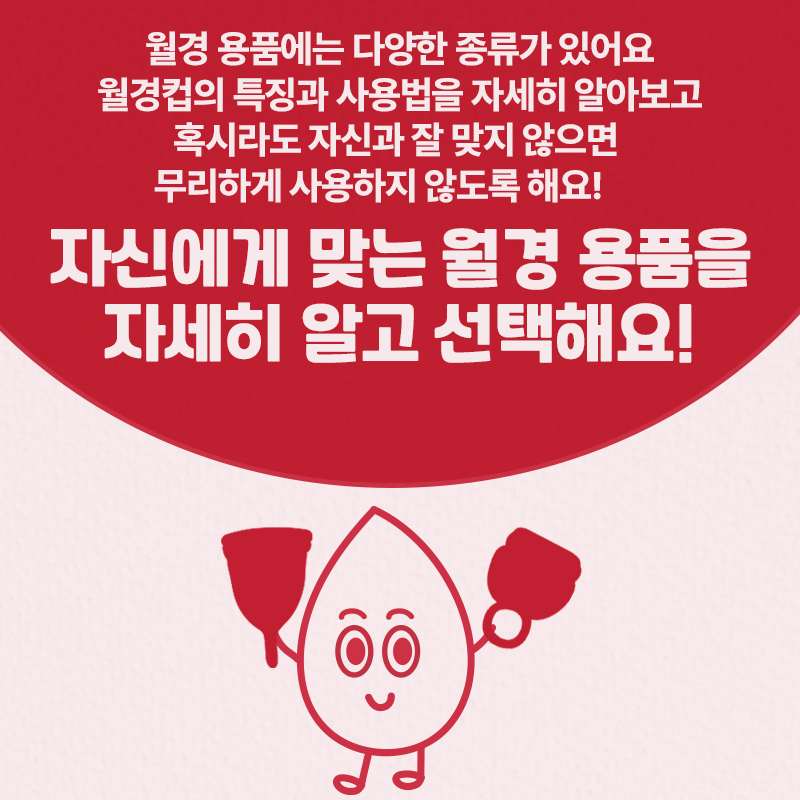 월경 용품에는 다양한 종류가 있어요
월경컵의 특징과 사용법을 자세히 알아보고
혹시라도 자신과 잘 맞지 않으면
무리하게 사용하지 않도록 해요!
자신에게 맞는 월경 용품을
자세히 알고 선택해요!